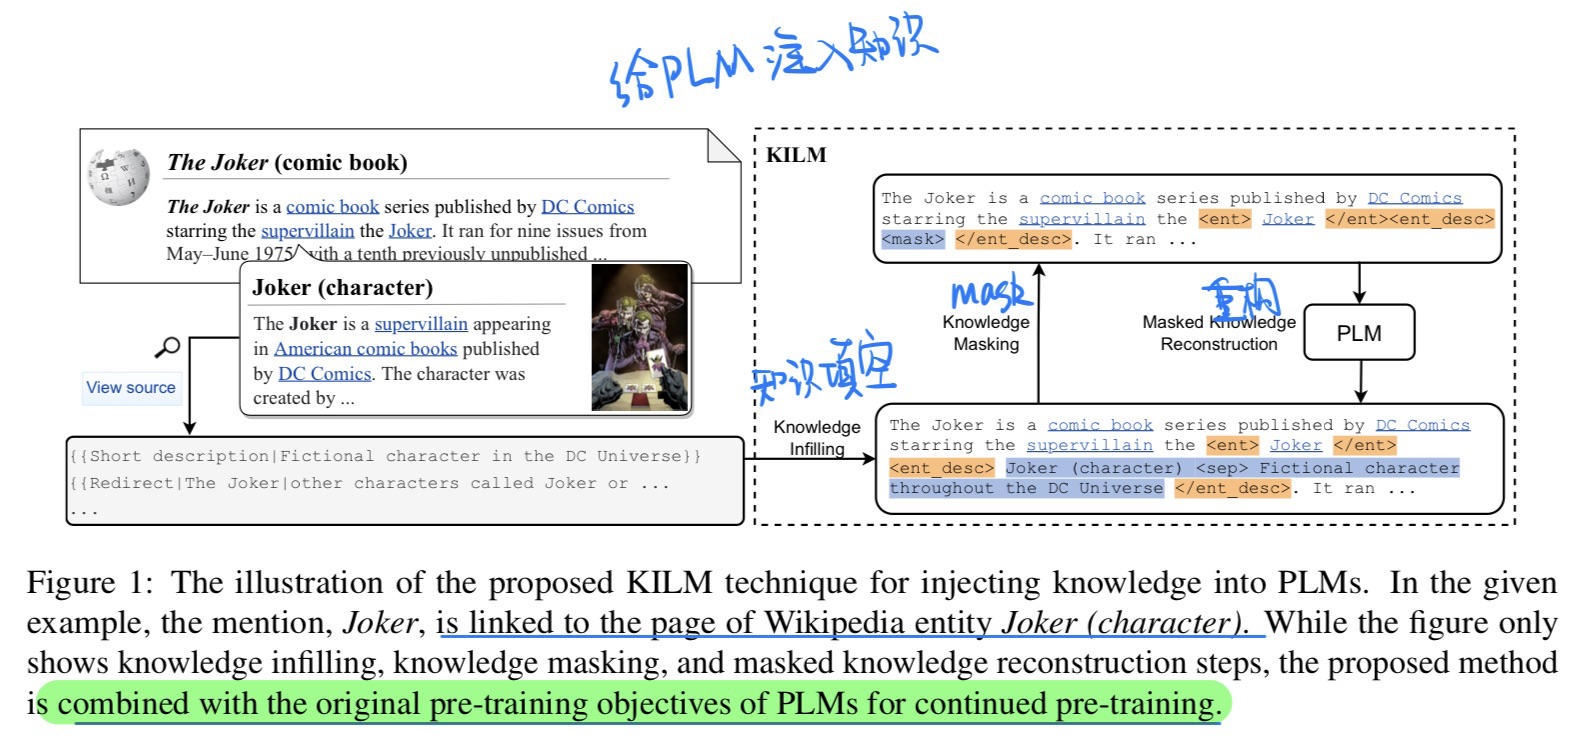 给PLM 注入知识
The Joker (comic book)
The Joker is a comic book series published by DC Comics
starring the supervillain the Joker. It ran for nine issues from
May–June 1975 with a tenth previously unpublished ...
Joker (character)
The Joker is a supervillain appearing
in American comic books published
by DC Comics. The character was
created by ...
View source
{{Short description|Fictional character in the DC Universe}}
{{Redirect|The Joker|other characters called Joker or ...
...
KILM
The Joker is a comic book series published by DC Comics
starring the supervillain the <ent> Joker </ent><ent_desc>
<mask> </ent_desc>. It ran ...
mask
Knowledge
Masking
重构
Masked Knowledge
Reconstruction
PLM
知识填空
Knowledge
Infilling
The Joker is a comic book series published by DC Comics
starring the supervillain the <ent> Joker </ent>
<ent_desc> Joker (character) <sep> Fictional character
throughout the DC Universe </ent_desc>. It ran ...
Figure 1: The illustration of the proposed KILM technique for injecting knowledge into PLMs. In the given
example, the mention, Joker, is linked to the page of Wikipedia entity Joker (character). While the figure only
shows knowledge infilling, knowledge masking, and masked knowledge reconstruction steps, the proposed method
is combined with the original pre-training objectives of PLMs for continued pre-training.